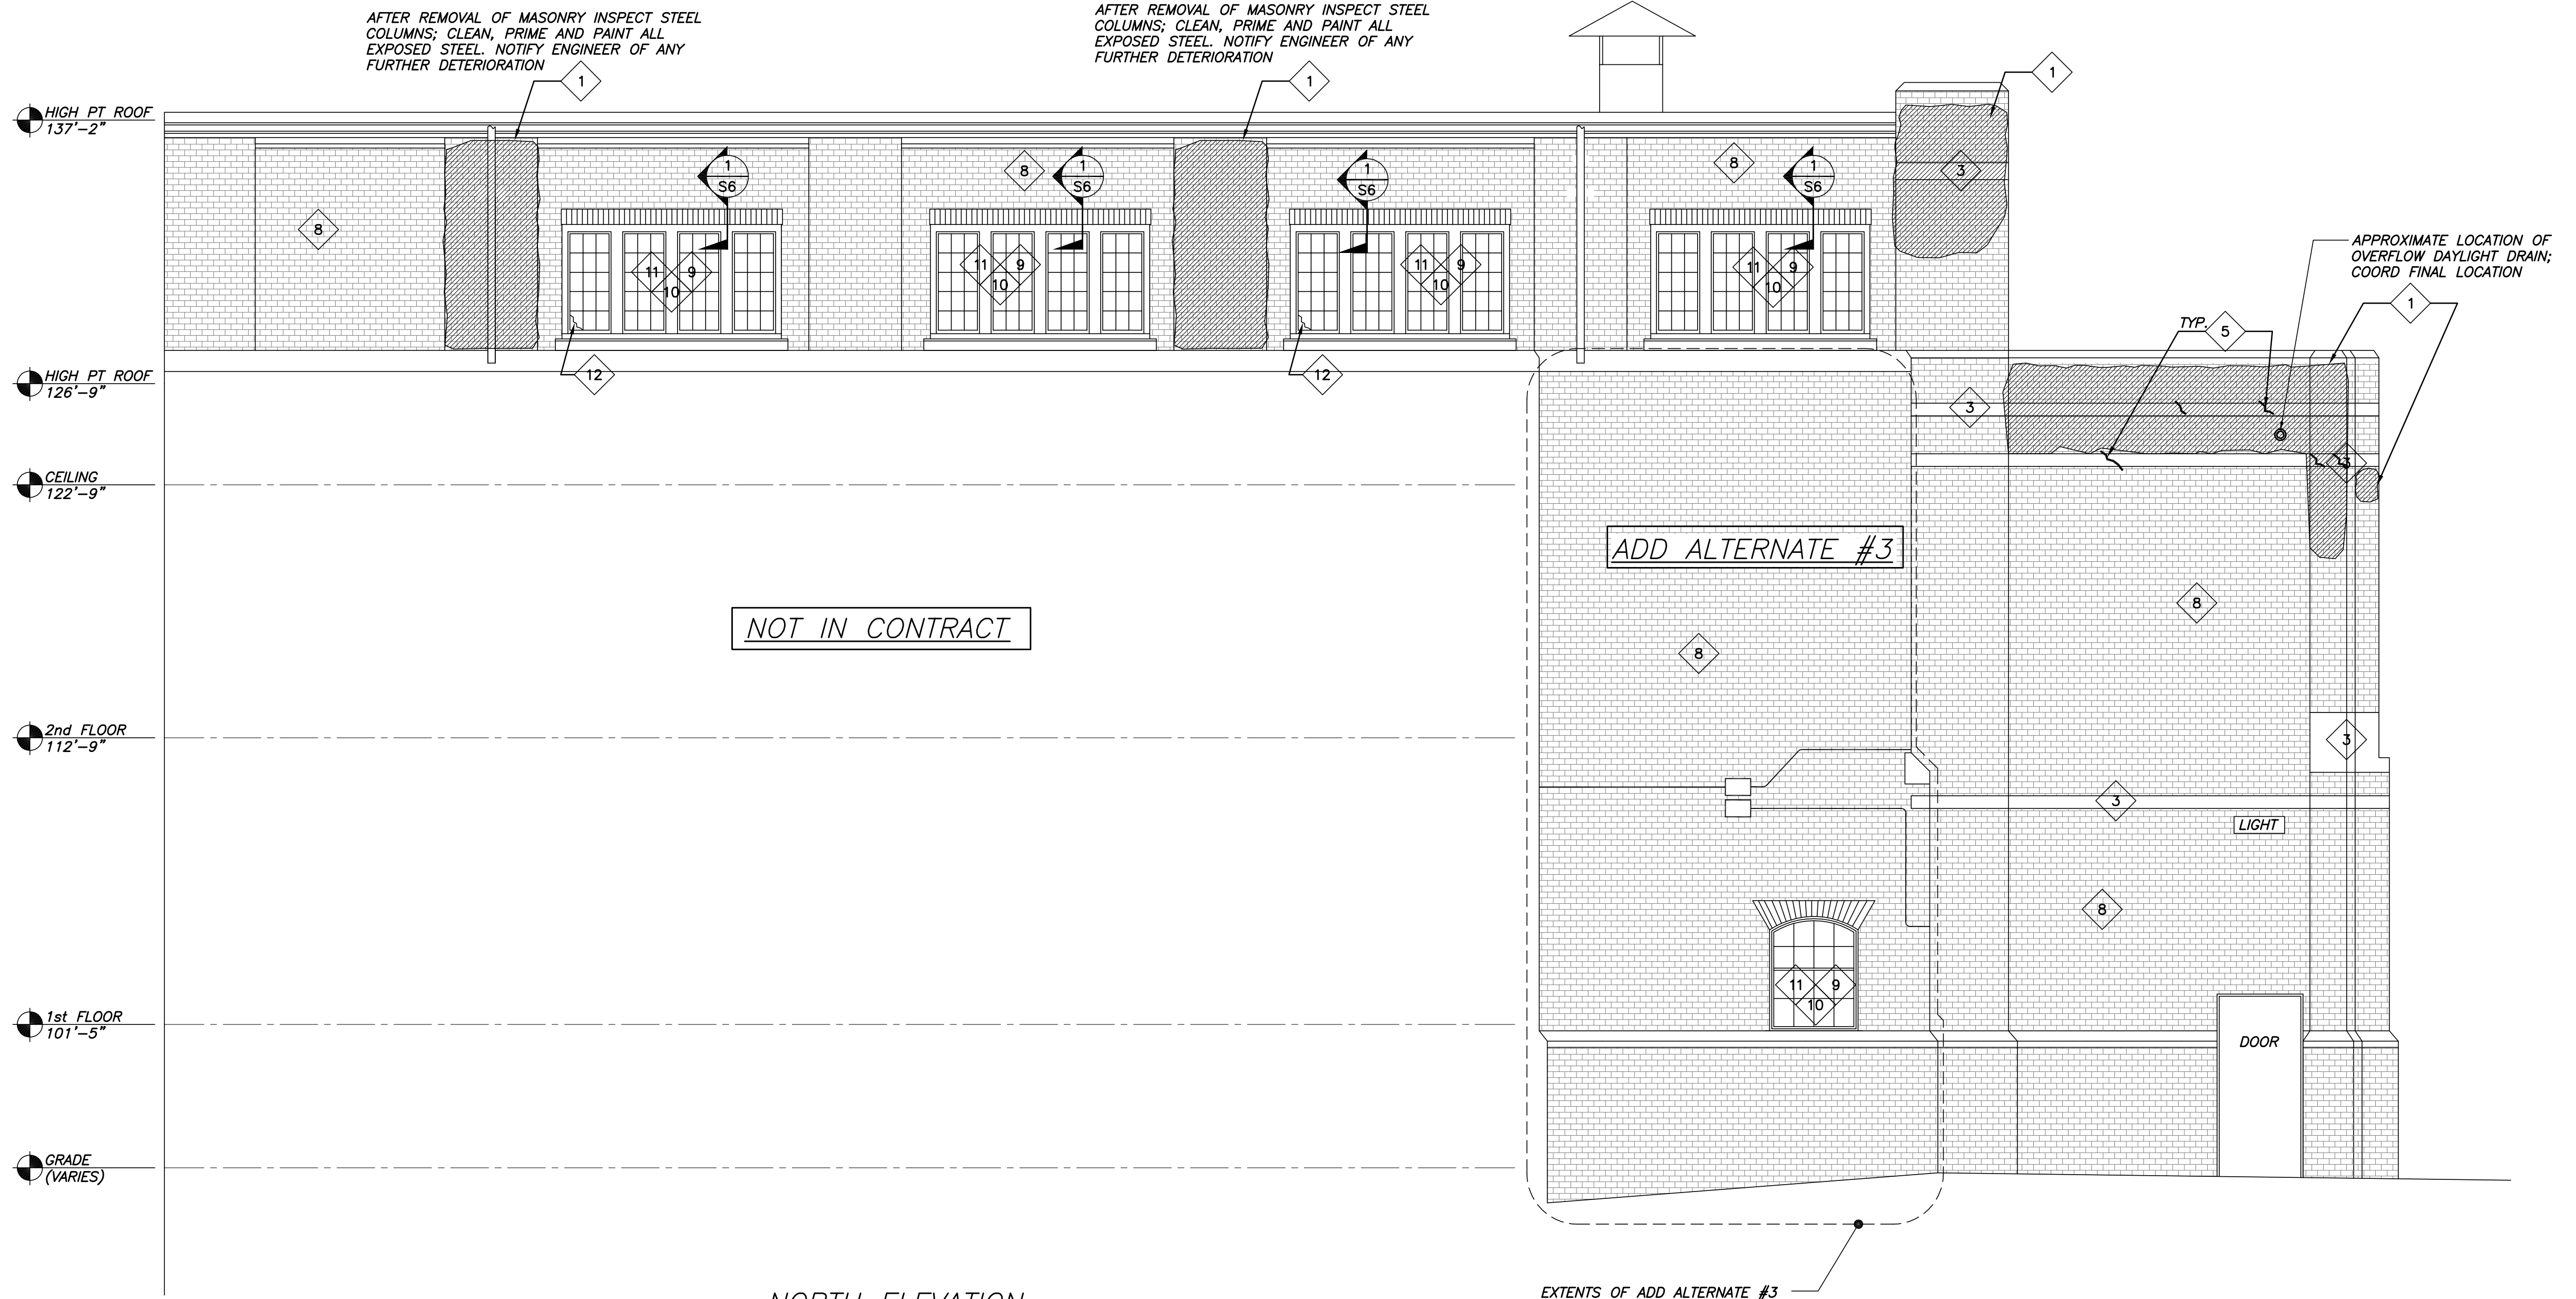 AFTER REMOVAL OF MASONRY INSPECT STEEL
COLUMNS; CLEAN, PRIME AND PAINT ALL
EXPOSED STEEL. NOTIFY ENGINEER OF ANY
FURTHER DETERIORATION
1
AFTER REMOVAL OF MASONRY INSPECT STEEL
COLUMNS; CLEAN, PRIME AND PAINT ALL
EXPOSED STEEL. NOTIFY ENGINEER OF ANY
FURTHER DETERIORATION
1
1
HIGH PT ROOF
137'-2"
8
1
S6
8
1
S6
1
S6
8
1
S6
3
11
9
10
11
9
10
11
9
10
11
9
10
12
12
APPROXIMATE LOCATION OF
OVERFLOW DAYLIGHT DRAIN;
COORD FINAL LOCATION
1
TYP.
5
HIGH PT ROOF
126'-9"
3
3
CEILING
122'-9"
ADD ALTERNATE #3
NOT IN CONTRACT
8
8
2nd FLOOR
112'-9"
3
3
LIGHT
8
11
9
10
1st FLOOR
101'-5"
DOOR
GRADE
(VARIES)
NORTH ELEVATION
EXTENTS OF ADD ALTERNATE #3